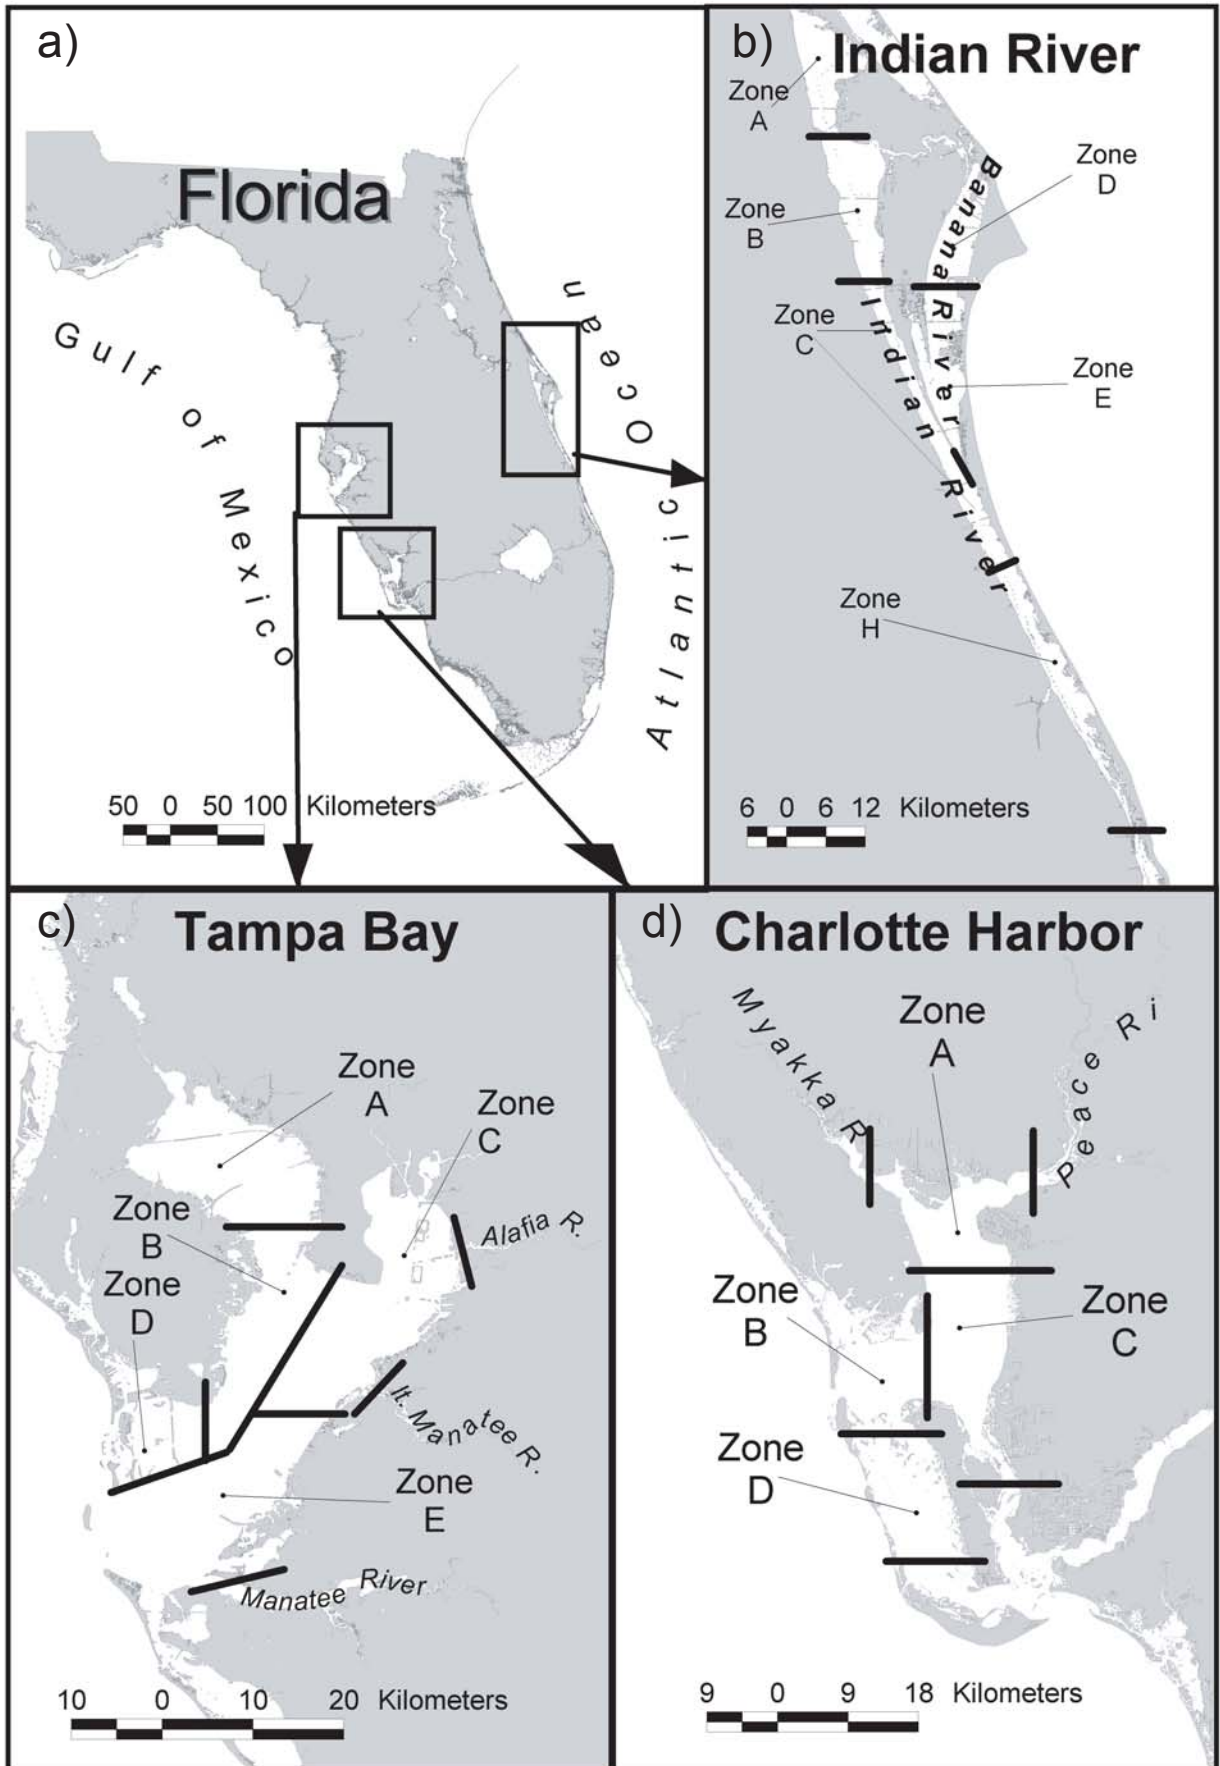 a)
Florida
Gulf of Mexico
Atlantic Ocean
50 0 50 100 Kilometers
b) Indian River
Zone
A
Zone
B
Zone
C
Zone
D
Zone
E
Zone
H
Banana River
Indian River
6 0 6 12 Kilometers
c) Tampa Bay
Zone
A
Zone
C
Zone
B
Zone
D
Zone
E
Alafia R.
lt. Manatee R.
Manatee River
10 0 10 20 Kilometers
d) Charlotte Harbor
Myakka R
Peace Ri
Zone
A
Zone
B
Zone
C
Zone
D
9 0 9 18 Kilometers